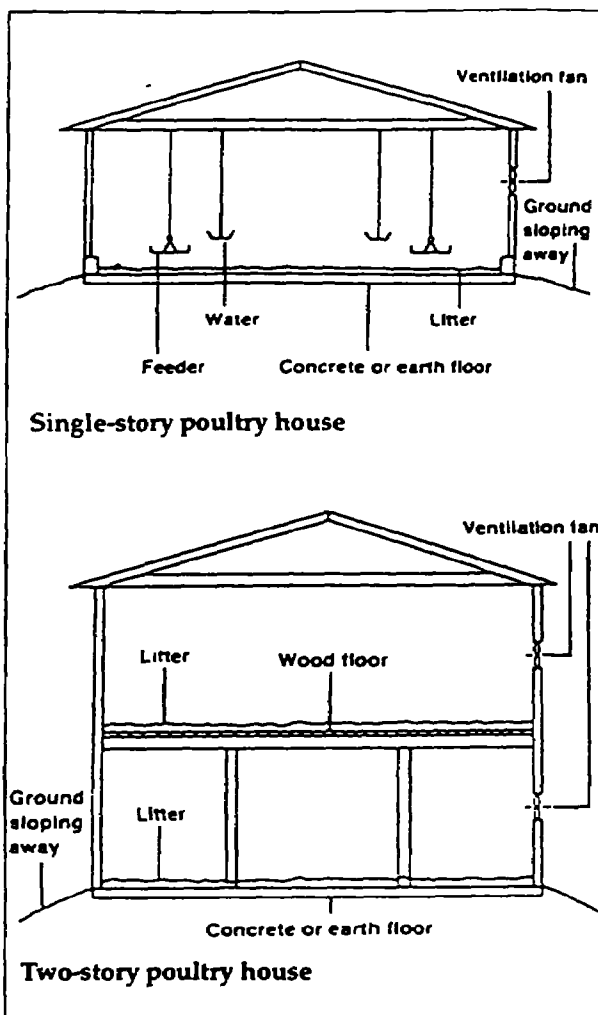 Ventilation fan
Ground
sloping
away
Water
Litter
Feeder
Concrete or earth floor
Single-story poultry house
Ventilation fan
Litter
Wood floor
Ground
sloping
away
Litter
Concrete or earth floor
Two-story poultry house